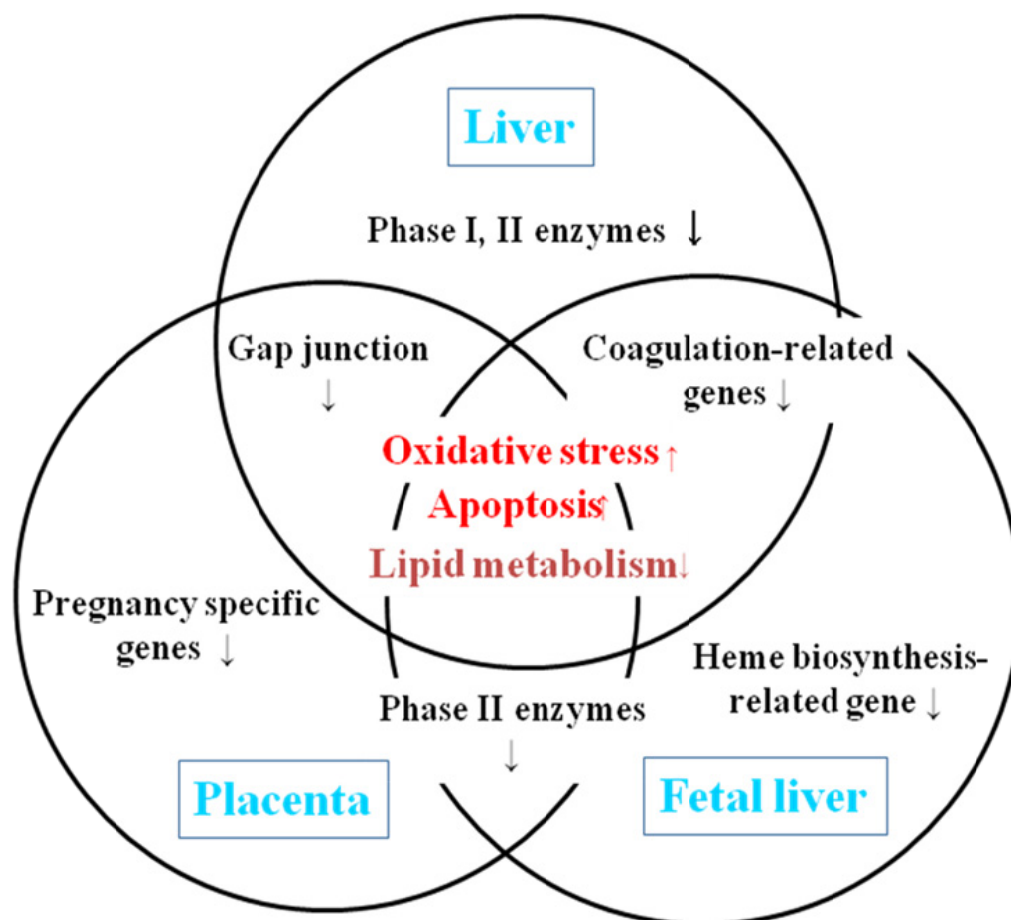 Liver
Phase I, II enzymes ↓
Gap junction
↓
Coagulation-related
genes ↓
Oxidative stress ↑
Apoptosis↑
Lipid metabolism↓
Pregnancy specific
genes ↓
Heme biosynthesis-
related gene ↓
Phase II enzymes
↓
Placenta
Fetal liver